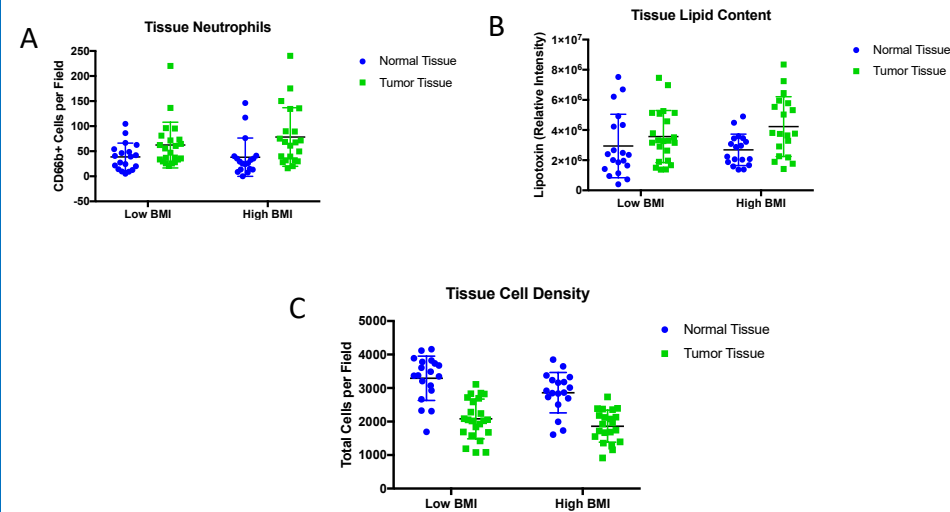 A
Tissue Neutrophils
CD66b+ Cells per Field
250
200
150
100
50
0
-50
Low BMI
High BMI
Normal Tissue
Tumor Tissue
B
Tissue Lipid Content
Lipotoxin (Relative Intensity)
1×10⁷
8×10⁶
6×10⁶
4×10⁶
2×10⁶
0
Low BMI
High BMI
Normal Tissue
Tumor Tissue
C
Tissue Cell Density
Total Cells per Field
5000
4000
3000
2000
1000
0
Low BMI
High BMI
Normal Tissue
Tumor Tissue